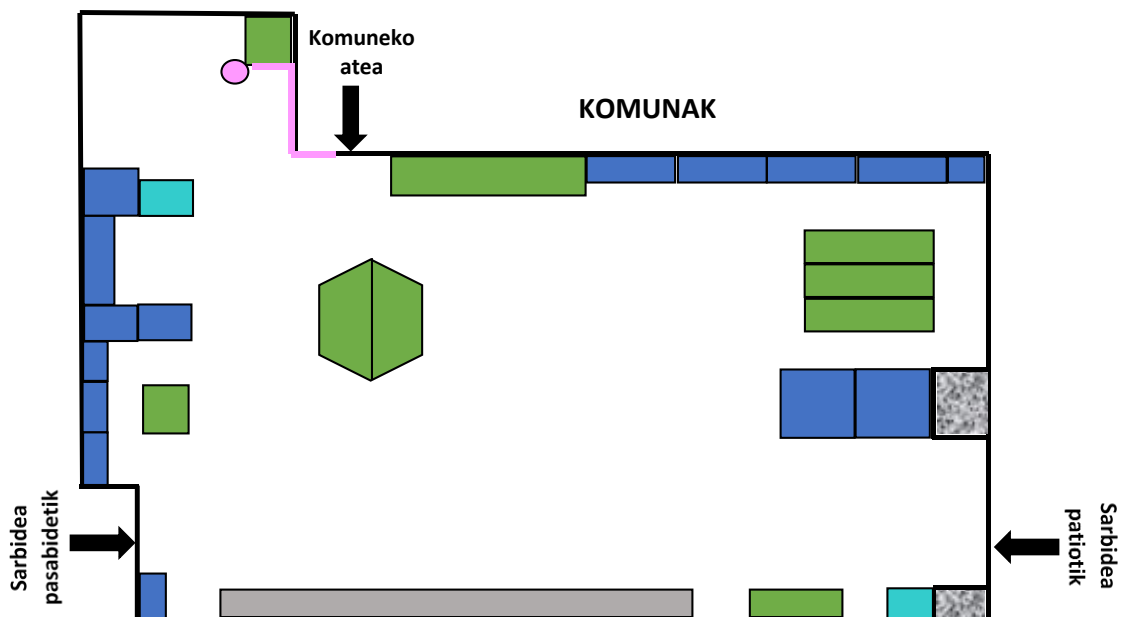 Komuneko
atea
KOMUNAK
Sarbidea
pasabidetik
Sarbidea
patiotik